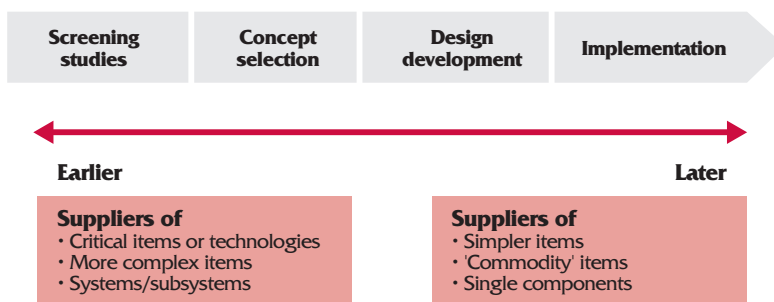 Screening
studies
Concept
selection
Design
development
Implementation
Earlier
Later
Suppliers of
· Critical items or technologies
· More complex items
· Systems/subsystems
Suppliers of
· Simpler items
· 'Commodity' items
· Single components